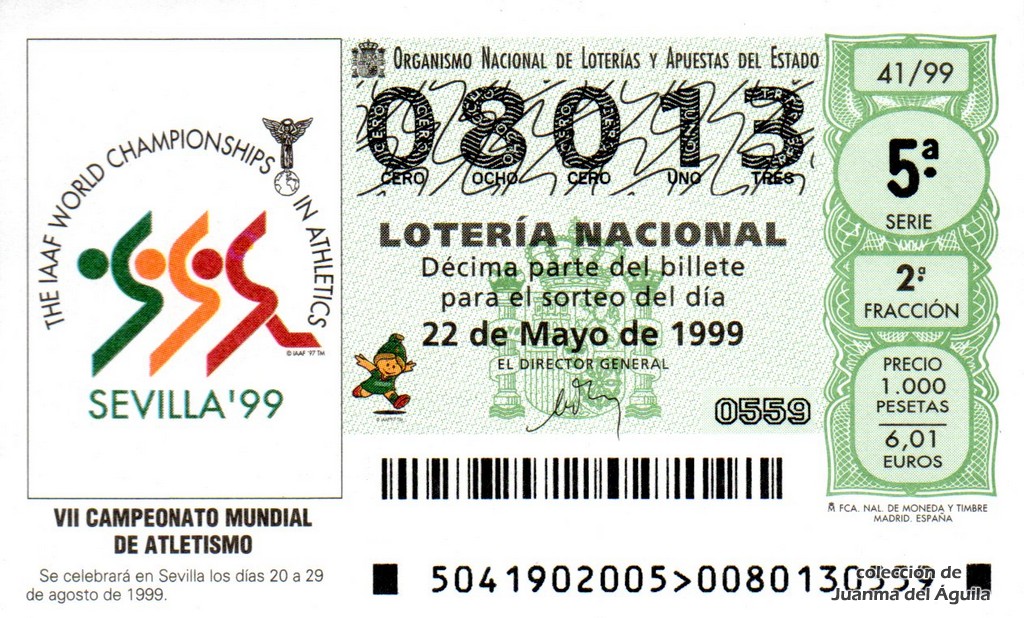 THE IAAF WORLD CHAMPIONSHIPS IN ATHLETICS
© IAAF '97 TM
SEVILLA '99
VII CAMPEONATO MUNDIAL
DE ATLETISMO
Se celebrará en Sevilla los días 20 a 29
de agosto de 1999.
ORGANISMO NACIONAL DE LOTERÍAS Y APUESTAS DEL ESTADO
08013
CERO OCHO CERO UNO TRES
LOTERÍA NACIONAL
Décima parte del billete
para el sorteo del día
22 de Mayo de 1999
EL DIRECTOR GENERAL
0559
41/99
5.ª
SERIE
2.ª
FRACCIÓN
PRECIO
1.000
PESETAS
6,01
EUROS
FCA. NAL. DE MONEDA Y TIMBRE
MADRID. ESPAÑA
5041902005>0080130559
colección de
Juanma del Águila